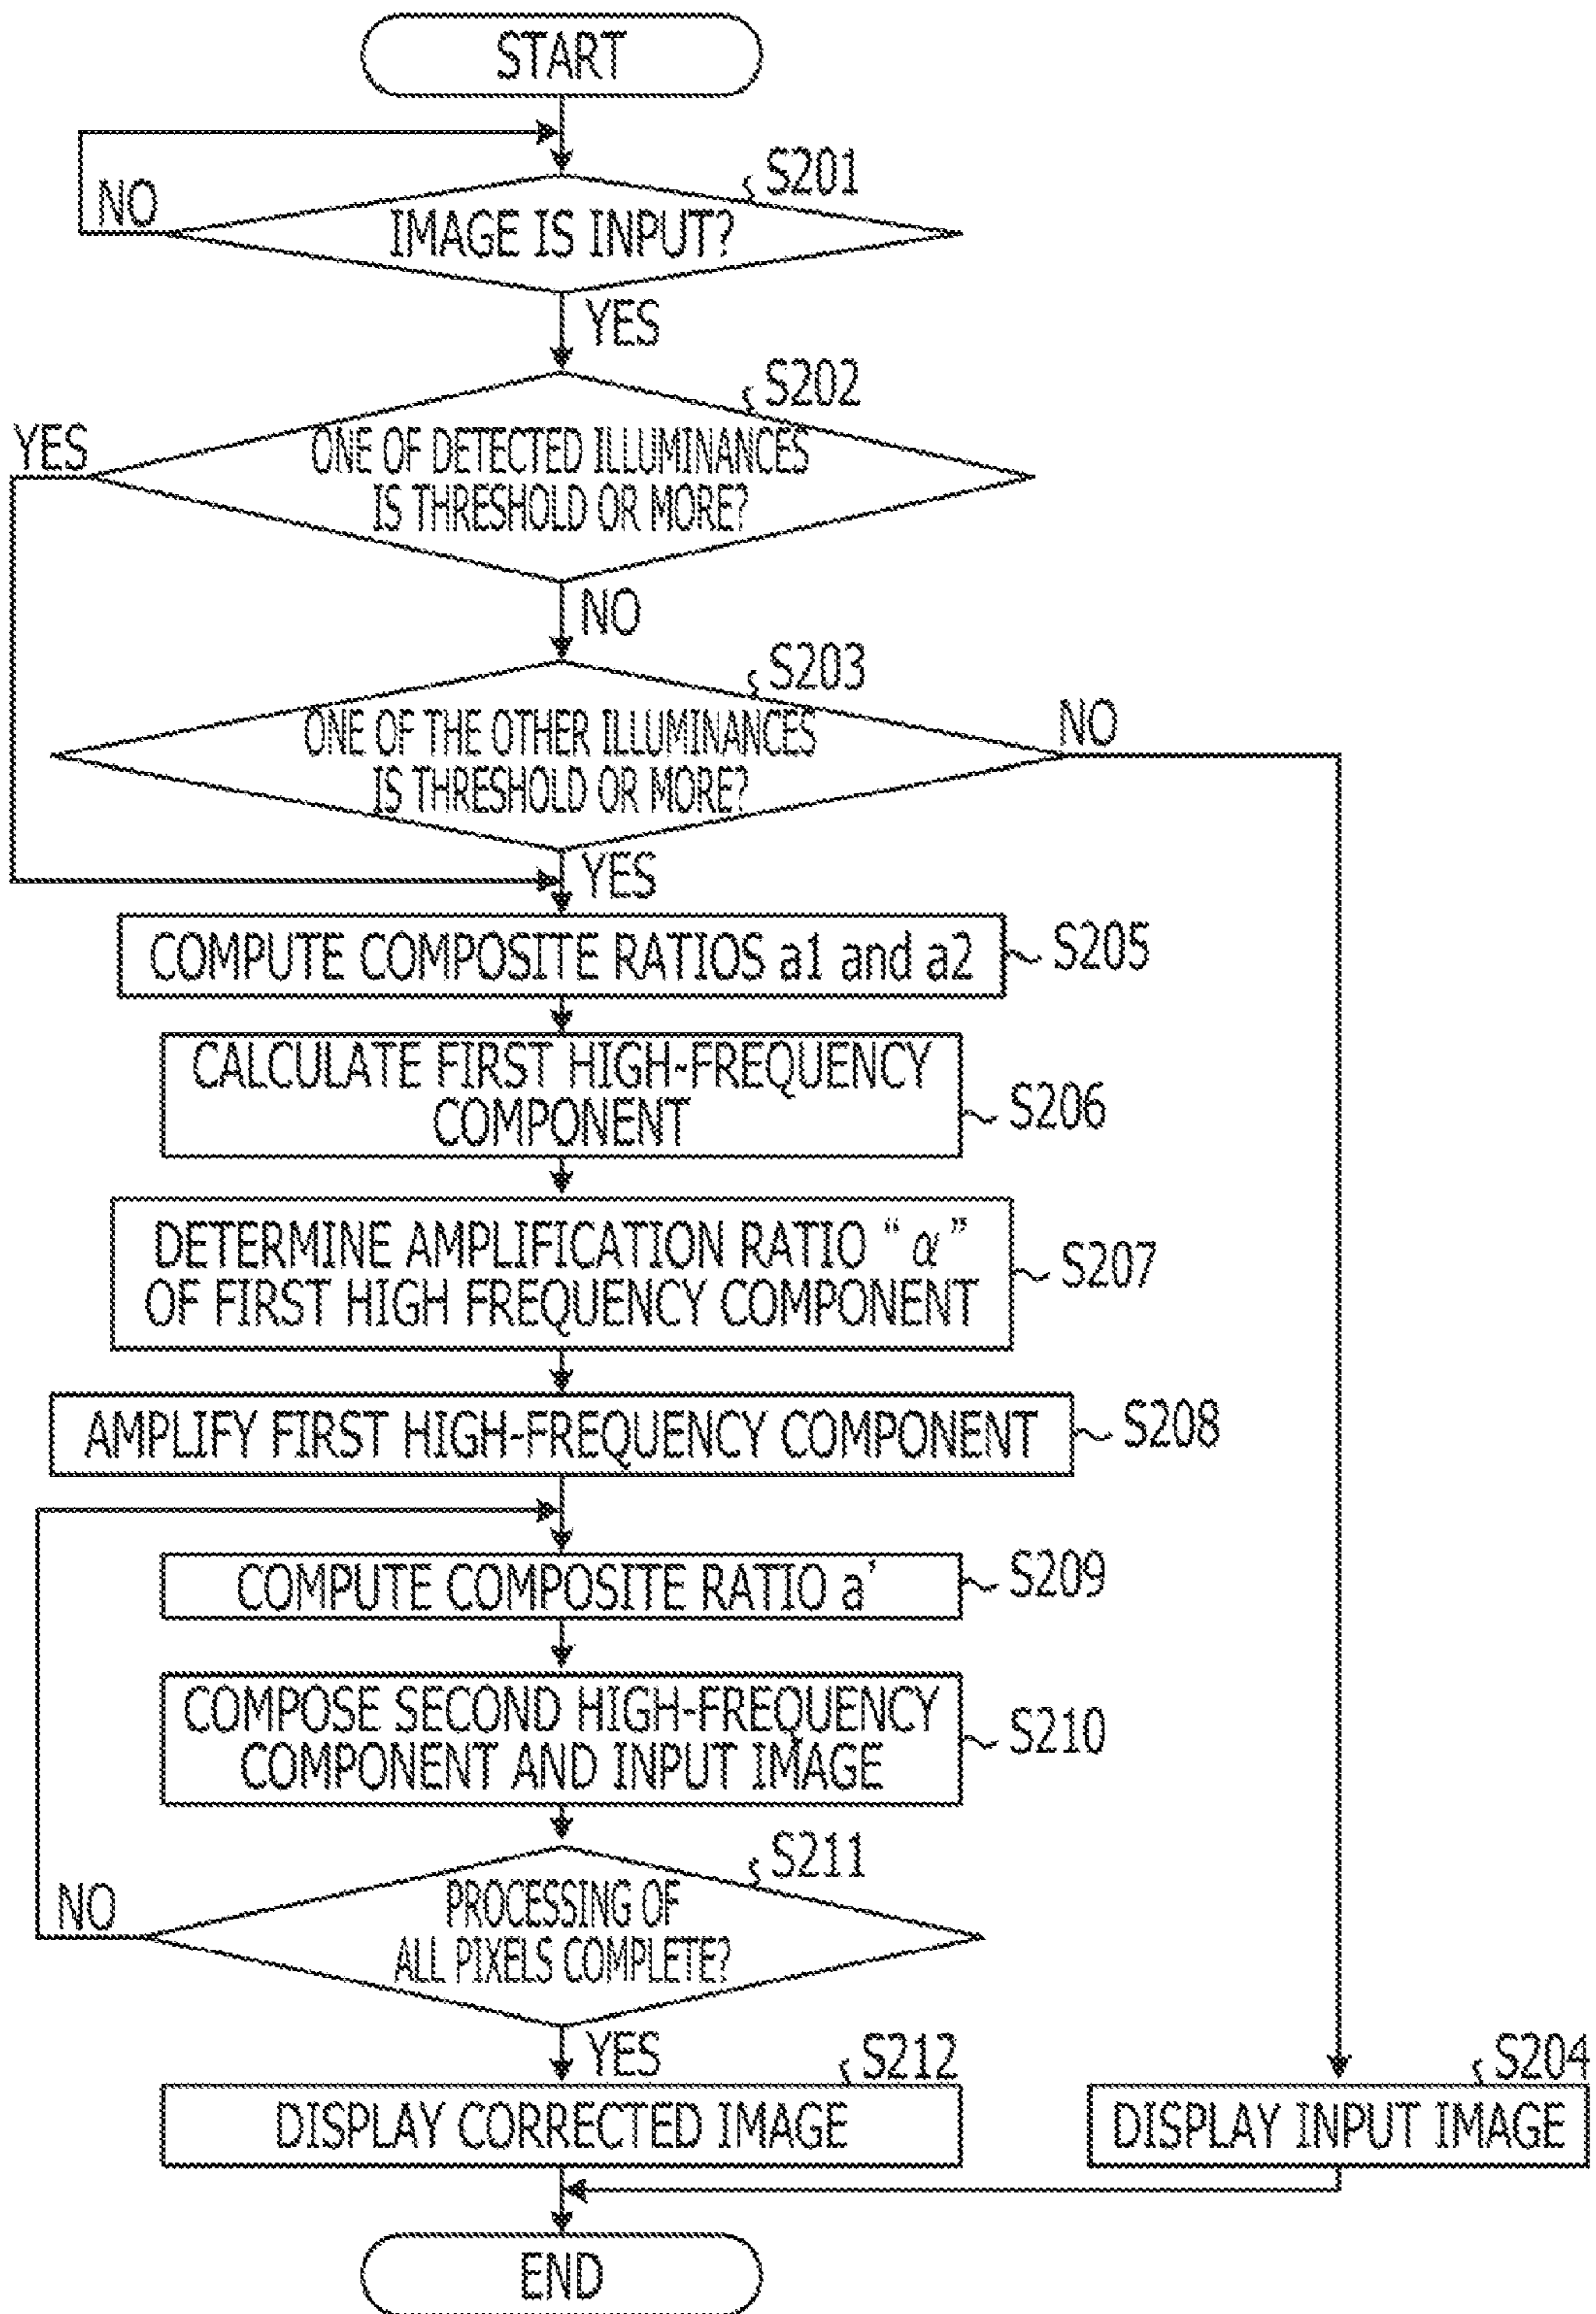 START
S201
NO
IMAGE IS INPUT?
YES
S202
YES
ONE OF DETECTED ILLUMINANCES
IS THRESHOLD OR MORE?
NO
S203
NO
ONE OF THE OTHER ILLUMINANCES
IS THRESHOLD OR MORE?
YES
COMPUTE COMPOSITE RATIOS a1 and a2
S205
CALCULATE FIRST HIGH-FREQUENCY
COMPONENT
S206
DETERMINE AMPLIFICATION RATIO “α”
OF FIRST HIGH FREQUENCY COMPONENT
S207
AMPLIFY FIRST HIGH-FREQUENCY COMPONENT
S208
COMPUTE COMPOSITE RATIO a’
S209
COMPOSE SECOND HIGH-FREQUENCY
COMPONENT AND INPUT IMAGE
S210
S211
NO
PROCESSING OF
ALL PIXELS COMPLETE?
YES
S212
S204
DISPLAY CORRECTED IMAGE
DISPLAY INPUT IMAGE
END